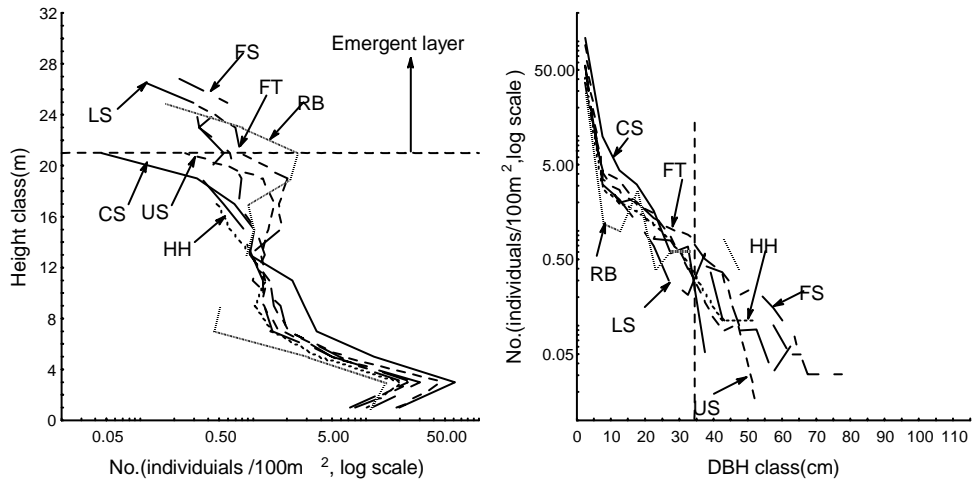 32
28
24
20
16
12
8
4
0
Height class(m)
Emergent layer
FS
FT
LS
RB
CS
US
HH
0.05
0.50
5.00
50.00
No.(individuials /100m 2, log scale)
No.(individuals/100m 2,log scale)
50.00
5.00
0.50
0.05
CS
FT
RB
HH
FS
LS
US
0 10 20 30 40 50 60 70 80 90 100 110
DBH class(cm)